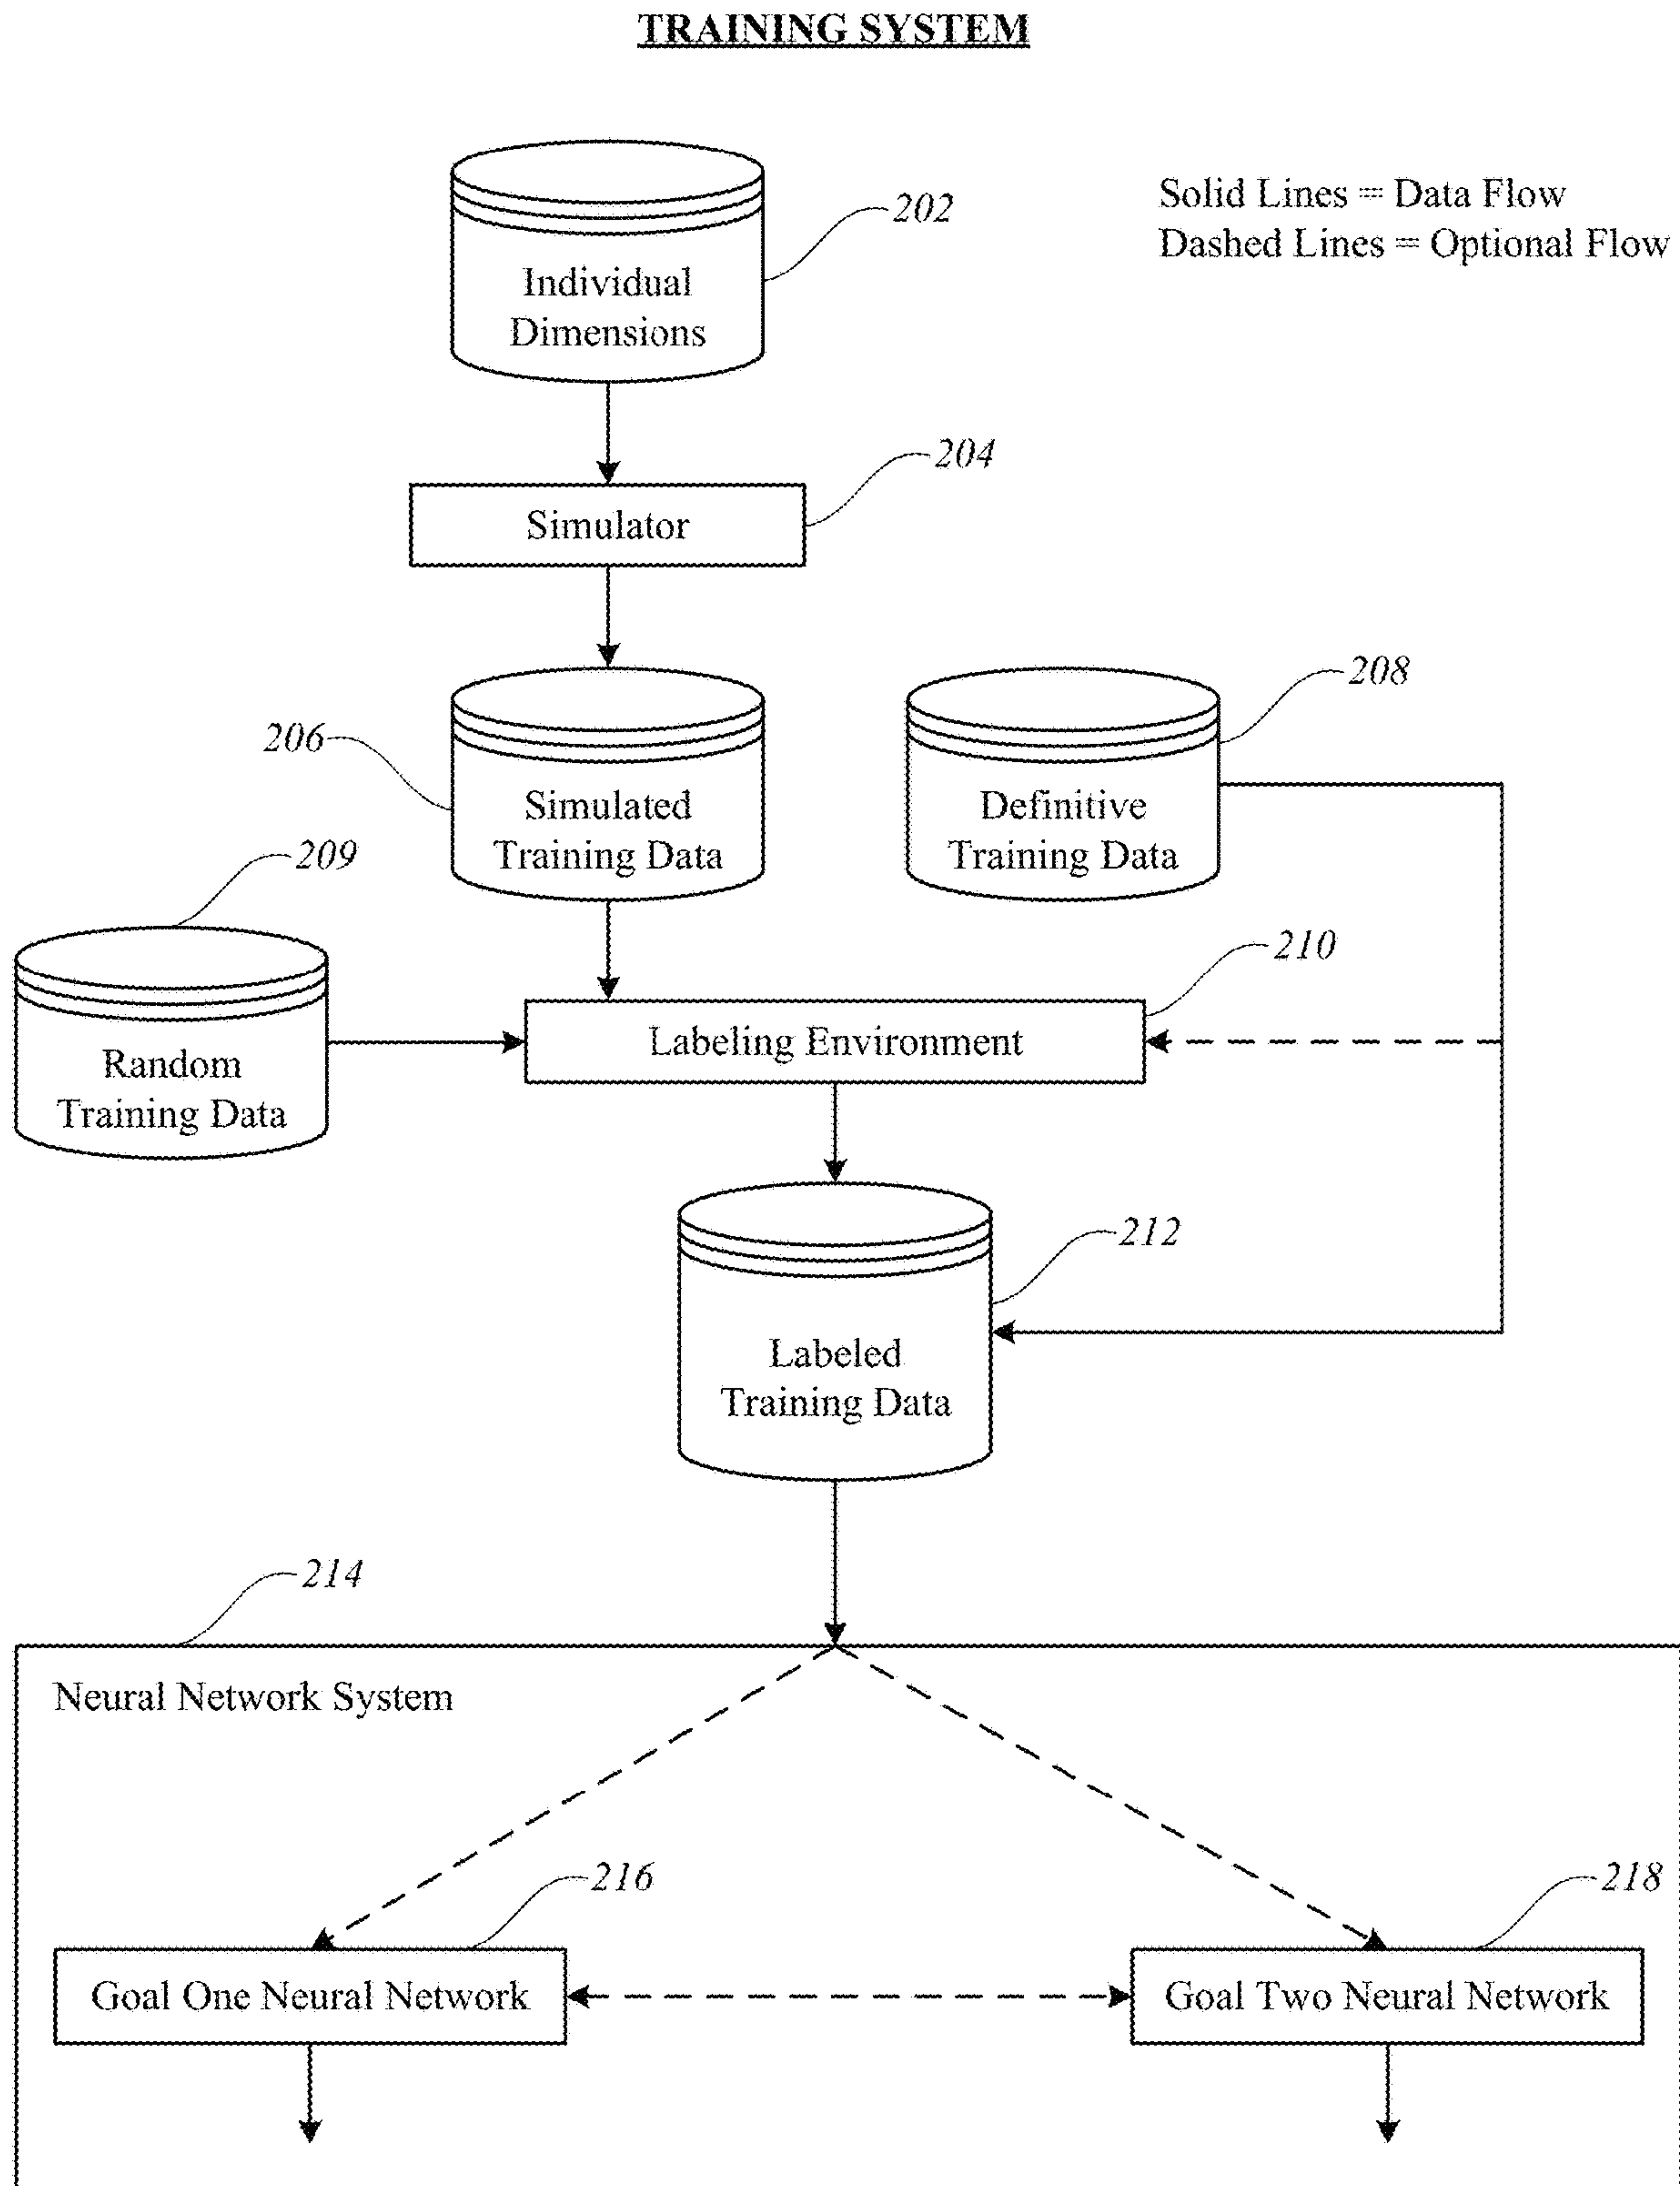 TRAINING SYSTEM
202
Solid Lines = Data Flow
Dashed Lines = Optional Flow
Individual
Dimensions
204
Simulator
208
206
Simulated
Training Data
Definitive
Training Data
209
210
Labeling Environment
Random
Training Data
212
Labeled
Training Data
214
Neural Network System
216
218
Goal One Neural Network
Goal Two Neural Network